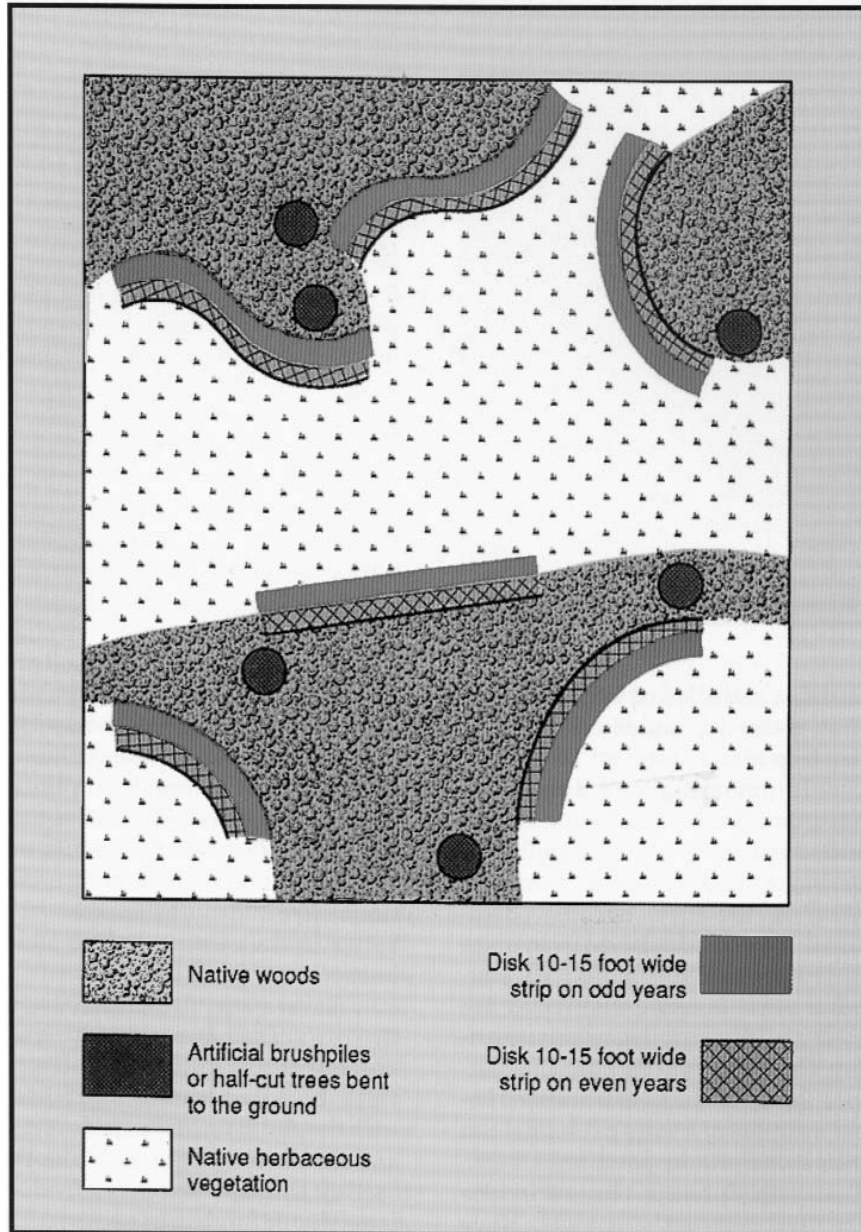 Native woods
Artificial brushpiles
or half-cut trees bent
to the ground
Native herbaceous
vegetation
Disk 10-15 foot wide
strip on odd years
Disk 10-15 foot wide
strip on even years